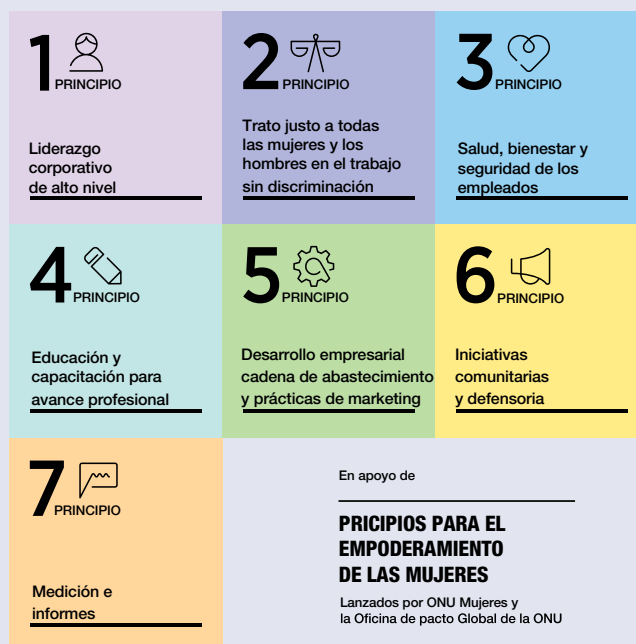 1 PRINCIPIO
Liderazgo
corporativo
de alto nivel
2 PRINCIPIO
Trato justo a todas
las mujeres y los
hombres en el trabajo
sin discriminación
3 PRINCIPIO
Salud, bienestar y
seguridad de los
empleados
4 PRINCIPIO
Educación y
capacitación para
avance profesional
5 PRINCIPIO
Desarrollo empresarial
cadena de abastecimiento
y prácticas de marketing
6 PRINCIPIO
Iniciativas
comunitarias
y defensoria
7 PRINCIPIO
Medición e
informes
En apoyo de
PRICIPIOS PARA EL
EMPODERAMIENTO
DE LAS MUJERES
Lanzados por ONU Mujeres y
la Oficina de pacto Global de la ONU